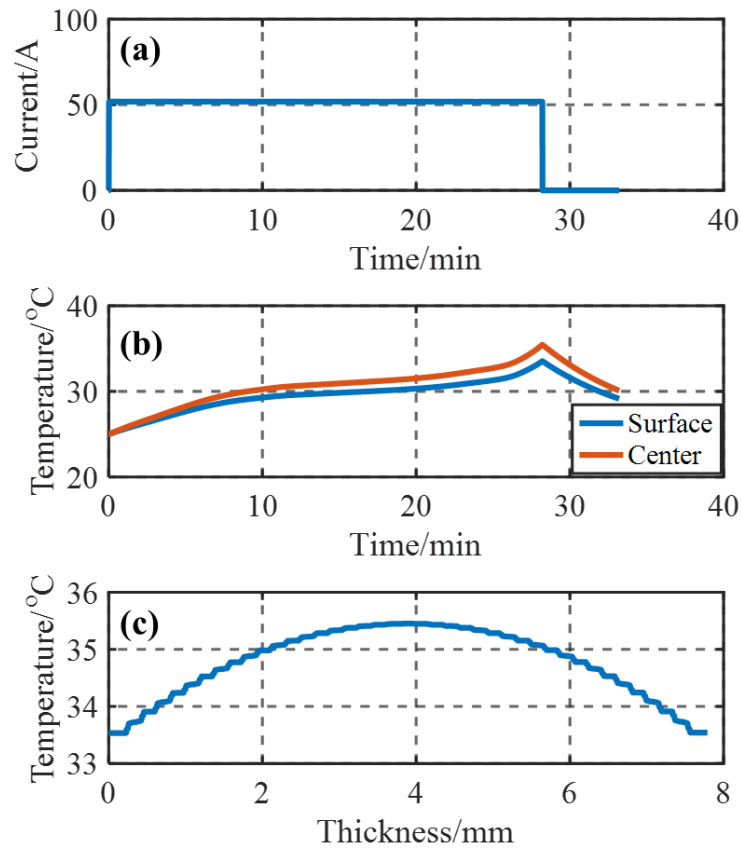 (a)
Current/A
100
50
0
0 10 20 30 40
Time/min
(b)
Temperature/°C
40
30
20
Surface
Center
0 10 20 30 40
Time/min
(c)
Temperature/°C
36
35
34
33
0 2 4 6 8
Thickness/mm